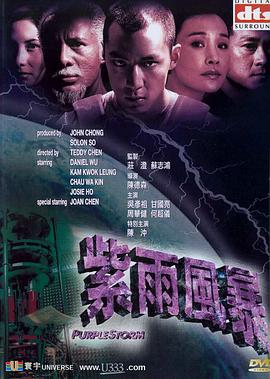 DIGITAL
dts
SURROUND
produced by JOHN CHONG
SOLON SO
directed by TEDDY CHEN
starring DANIEL WU
KAM KWOK LEUNG
CHAU WA KIN
JOSIE HO
special starring JOAN CHEN
監製
莊澄 蘇志鴻
導演
陳德森
主演
吳彥祖 甘國亮
周華健 何超儀
特別主演
陳冲
紫雨風暴
PURPLE STORM
寰宇 UNIVERSE www.U333.com
DVD